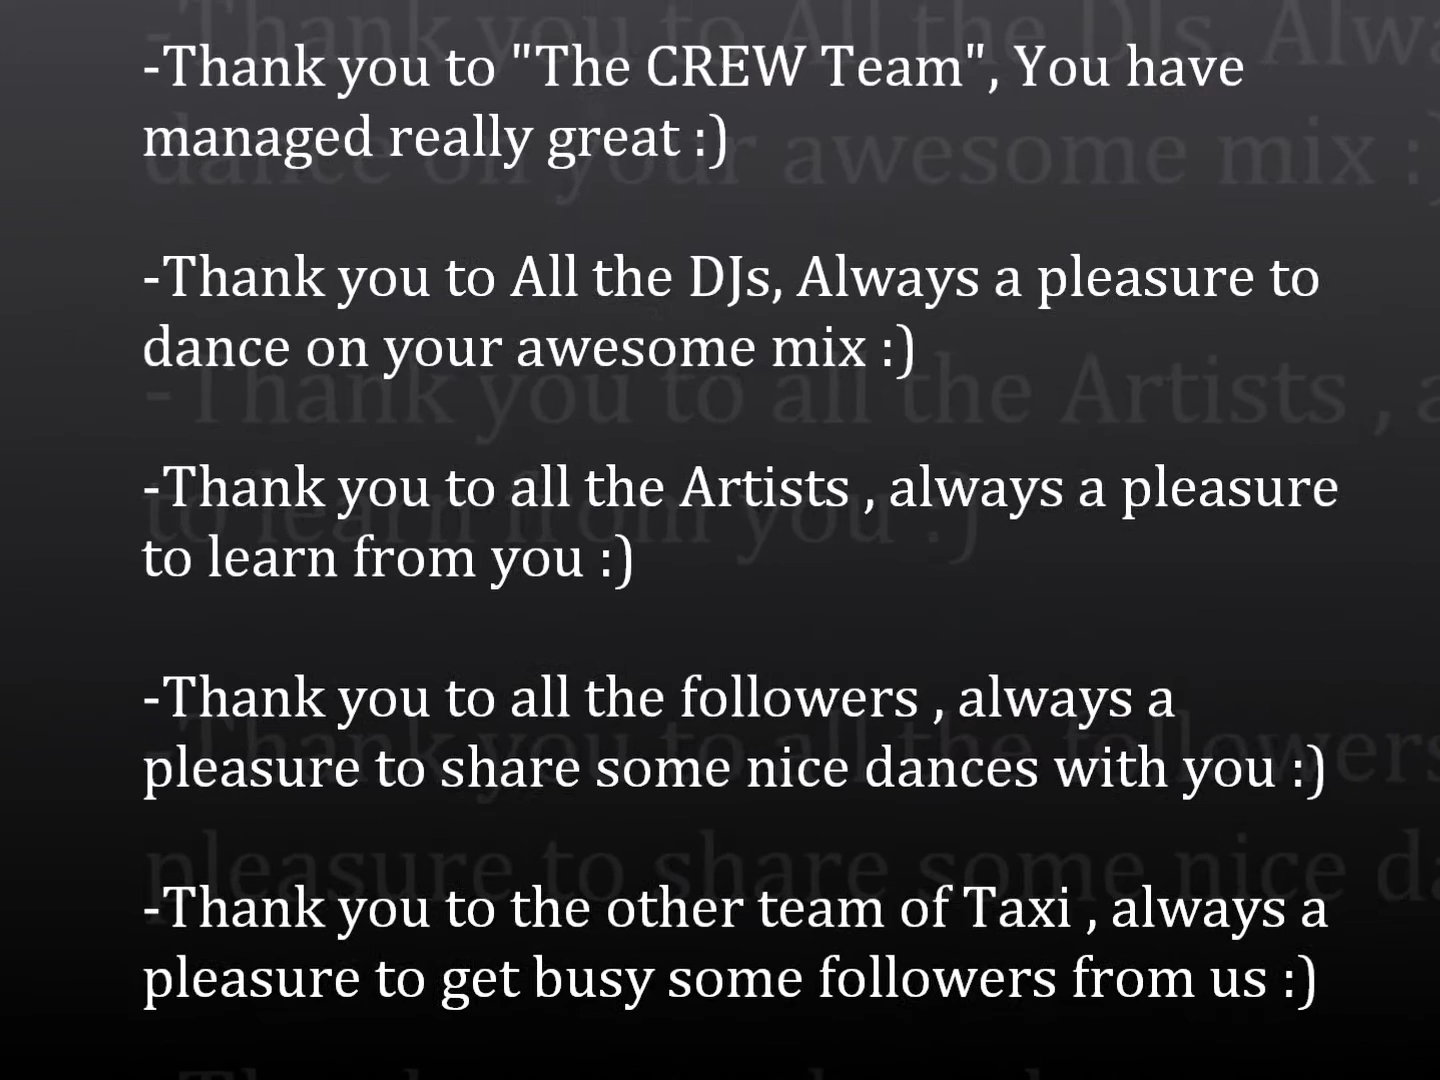 -Thank you to "The CREW Team", You have
managed really great :)
-Thank you to All the DJs, Always a pleasure to
dance on your awesome mix :)
-Thank you to all the Artists , always a pleasure
to learn from you :)
-Thank you to all the followers , always a
pleasure to share some nice dances with you :)
-Thank you to the other team of Taxi , always a
pleasure to get busy some followers from us :)